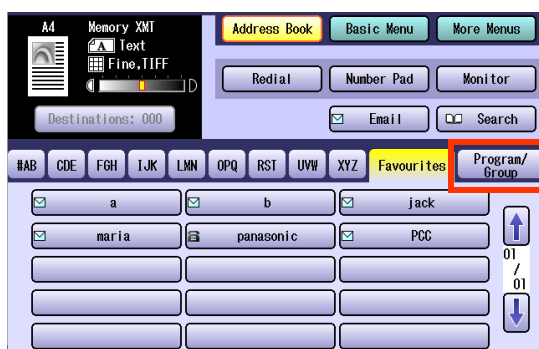 A4
Memory XMT
A Text
Fine,TIFF
D
Destinations: 000
Address Book
Basic Menu
More Menus
Redial
Number Pad
Monitor
Email
Search
#AB
CDE
FGH
IJK
LMN
OPQ
RST
UVW
XYZ
Favourites
Program/
Group
a
b
jack
maria
panasonic
PCC
01
/
01